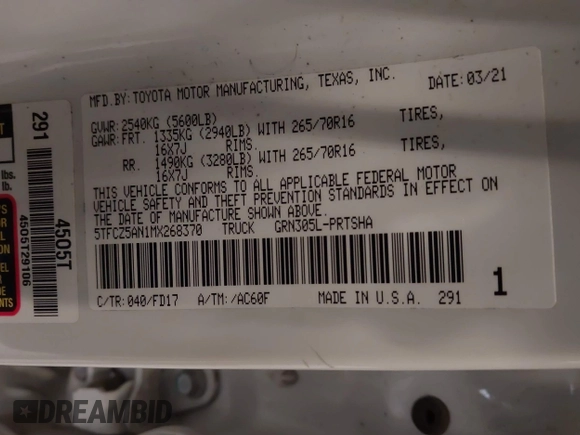 MFD.BY:TOYOTA MOTOR MANUFACTURING, TEXAS, INC. DATE: 03/21
GVWR:2540KG (5600LB)
GAWR:FRT. 1335KG (2940LB) WITH 265/70R16 TIRES,
16X7J RIMS.
RR. 1490KG (3280LB) WITH 265/70R16 TIRES,
16X7J RIMS.
THIS VEHICLE CONFORMS TO ALL APPLICABLE FEDERAL MOTOR
VEHICLE SAFETY AND THEFT PREVENTION STANDARDS IN EFFECT ON
THE DATE OF MANUFACTURE SHOWN ABOVE.
5TFCZ5AN1MX268370 TRUCK GRN305L-PRTSHA
1
C/TR:040/FD17 A/TM:/AC60F MADE IN U.S.A. 291
291
4505T
4505T29106
lbs.
lb.
DREAMBID